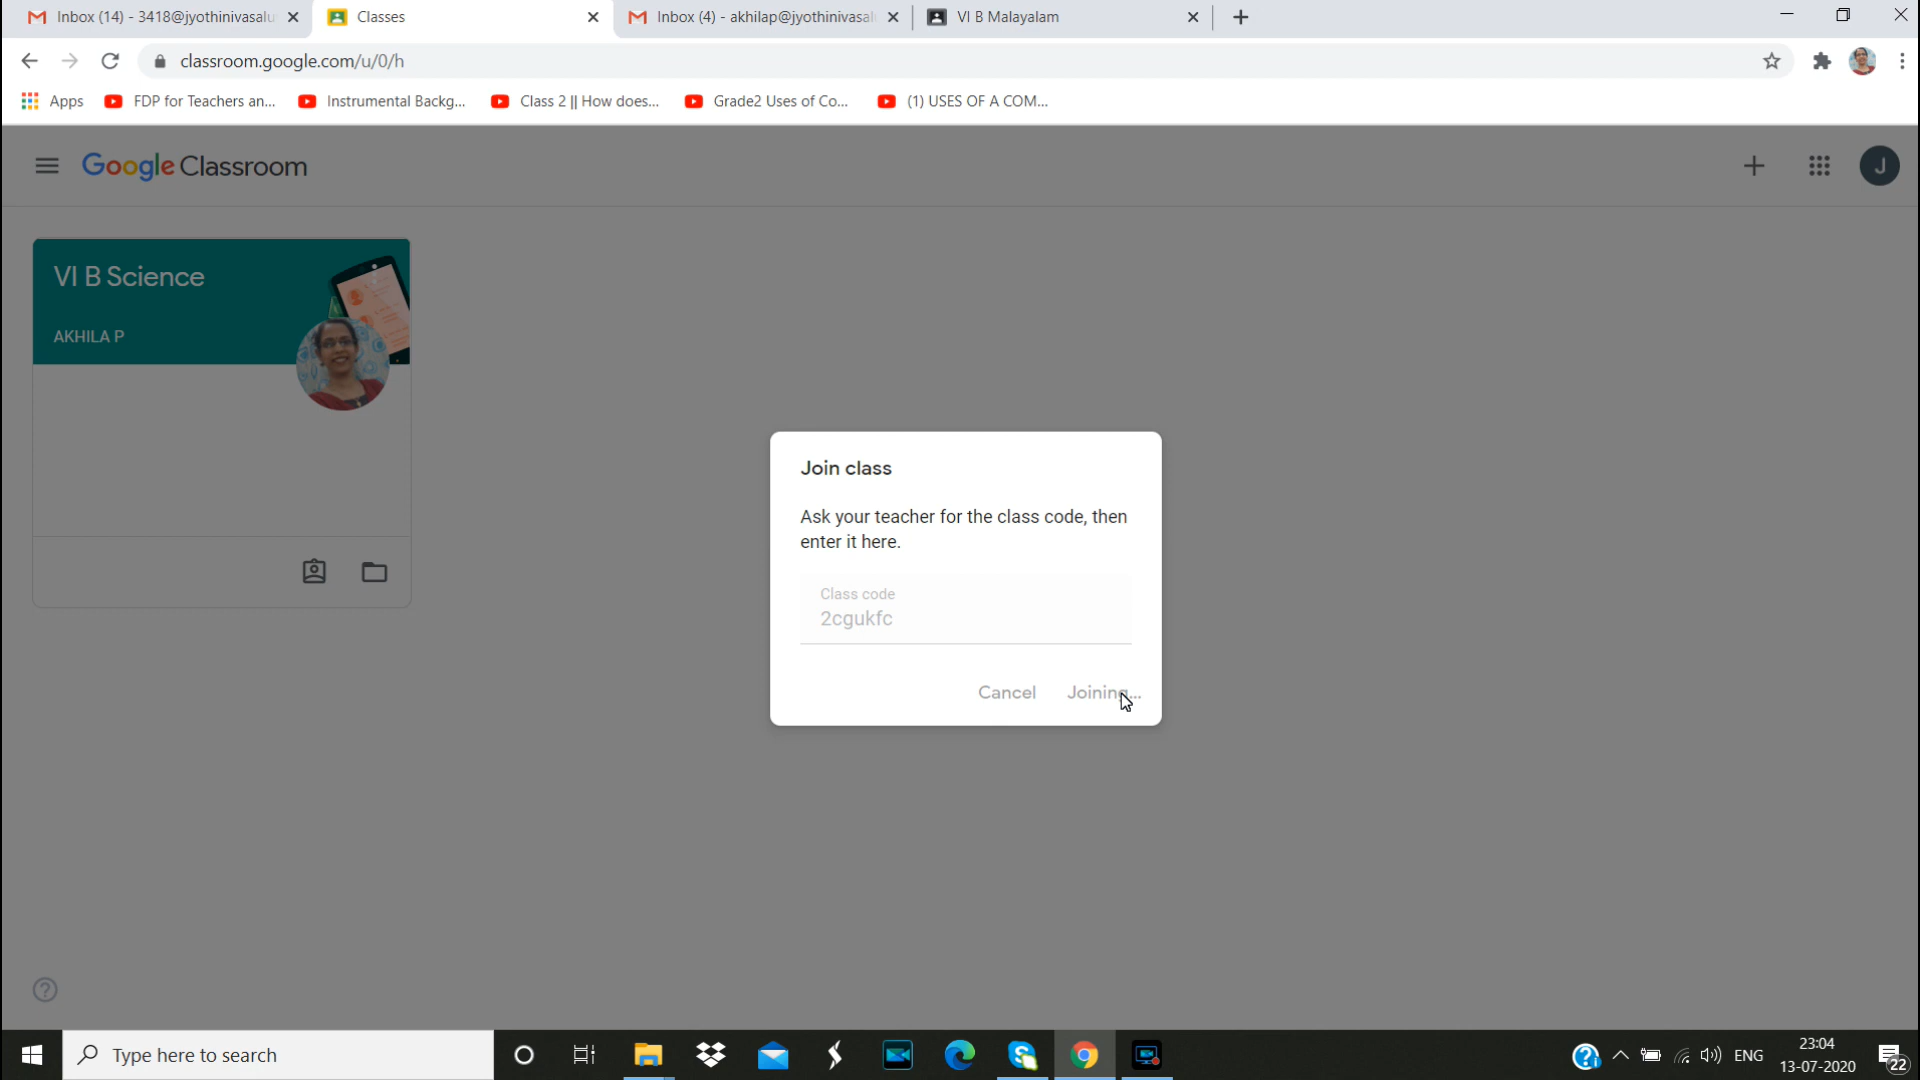 Inbox (14) - 3418@jyothinivasalu
Classes
Inbox (4) - akhilap@jyothinivasal
VI B Malayalam
classroom.google.com/u/0/h
Apps
FDP for Teachers an...
Instrumental Backg...
Class 2 || How does...
Grade2 Uses of Co...
(1) USES OF A COM...
Google Classroom
J
VI B Science
AKHILA P
Join class
Ask your teacher for the class code, then
enter it here.
Class code
2cgukfc
Cancel
Joining...
Type here to search
ENG
23:04
13-07-2020
22